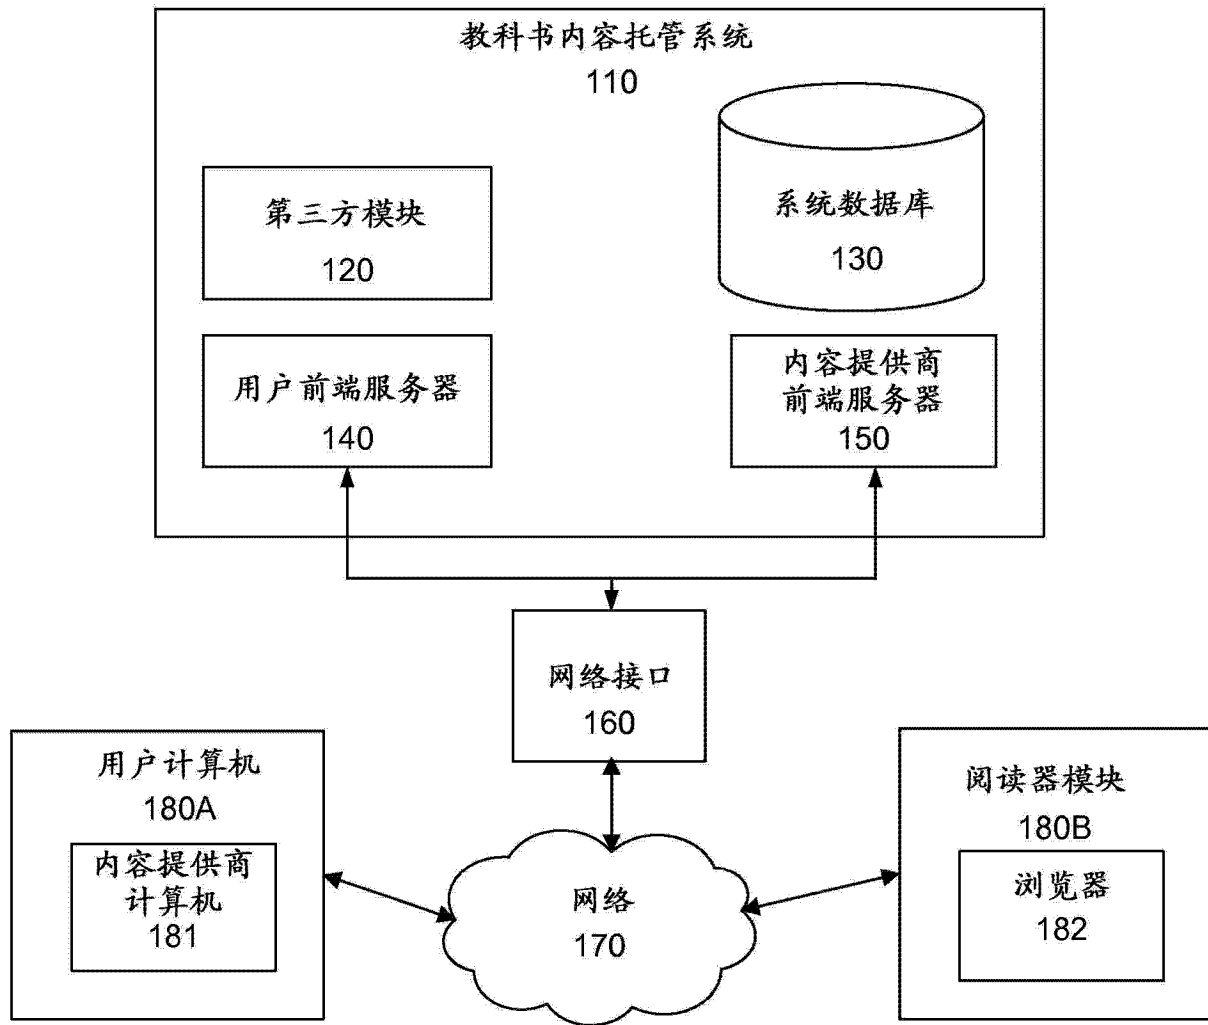 教科书内容托管系统
110
第三方模块
120
系统数据库
130
用户前端服务器
140
内容提供商
前端服务器
150
网络接口
160
用户计算机
180A
内容提供商
计算机
181
网络
170
阅读器模块
180B
浏览器
182